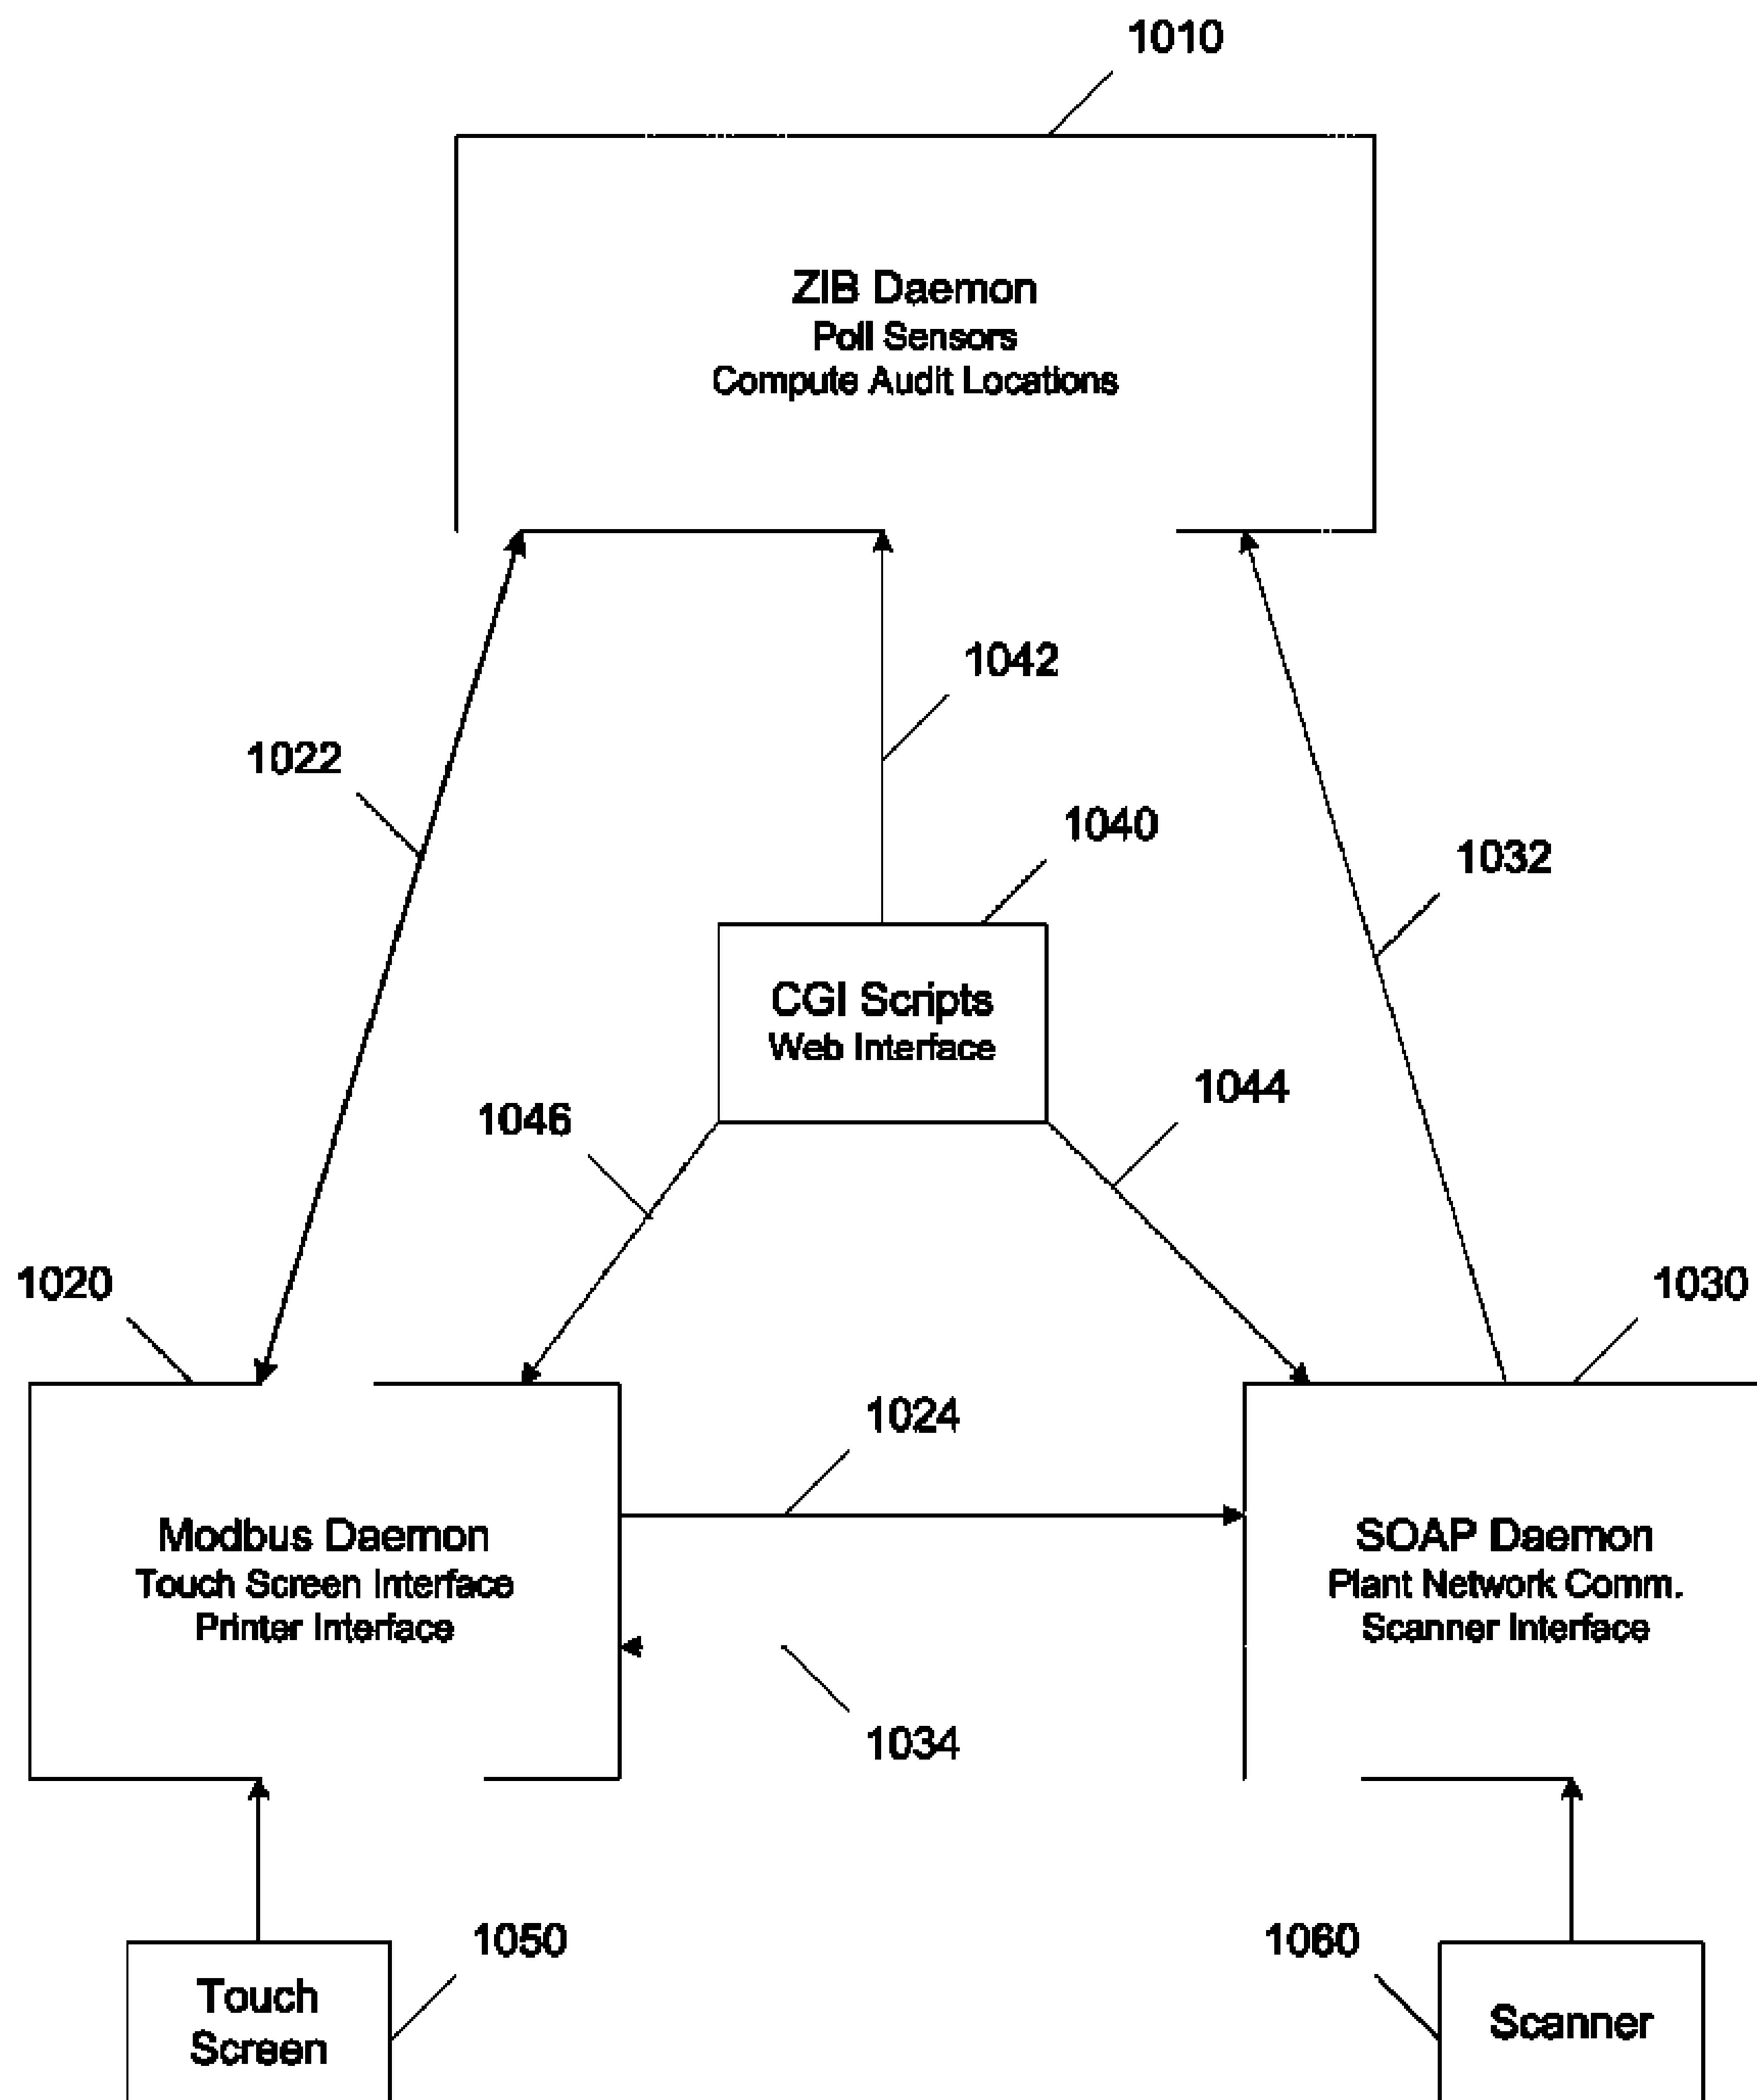 1010
ZIB Daemon
Poll Sensors
Compute Audit Locations
1042
1022
1040
1032
CGI Scripts
Web Interface
1044
1046
1020
1030
1024
Modbus Daemon
Touch Screen Interface
Printer Interface
SOAP Daemon
Plant Network Comm.
Scanner Interface
1034
1050
1060
Touch
Screen
Scanner